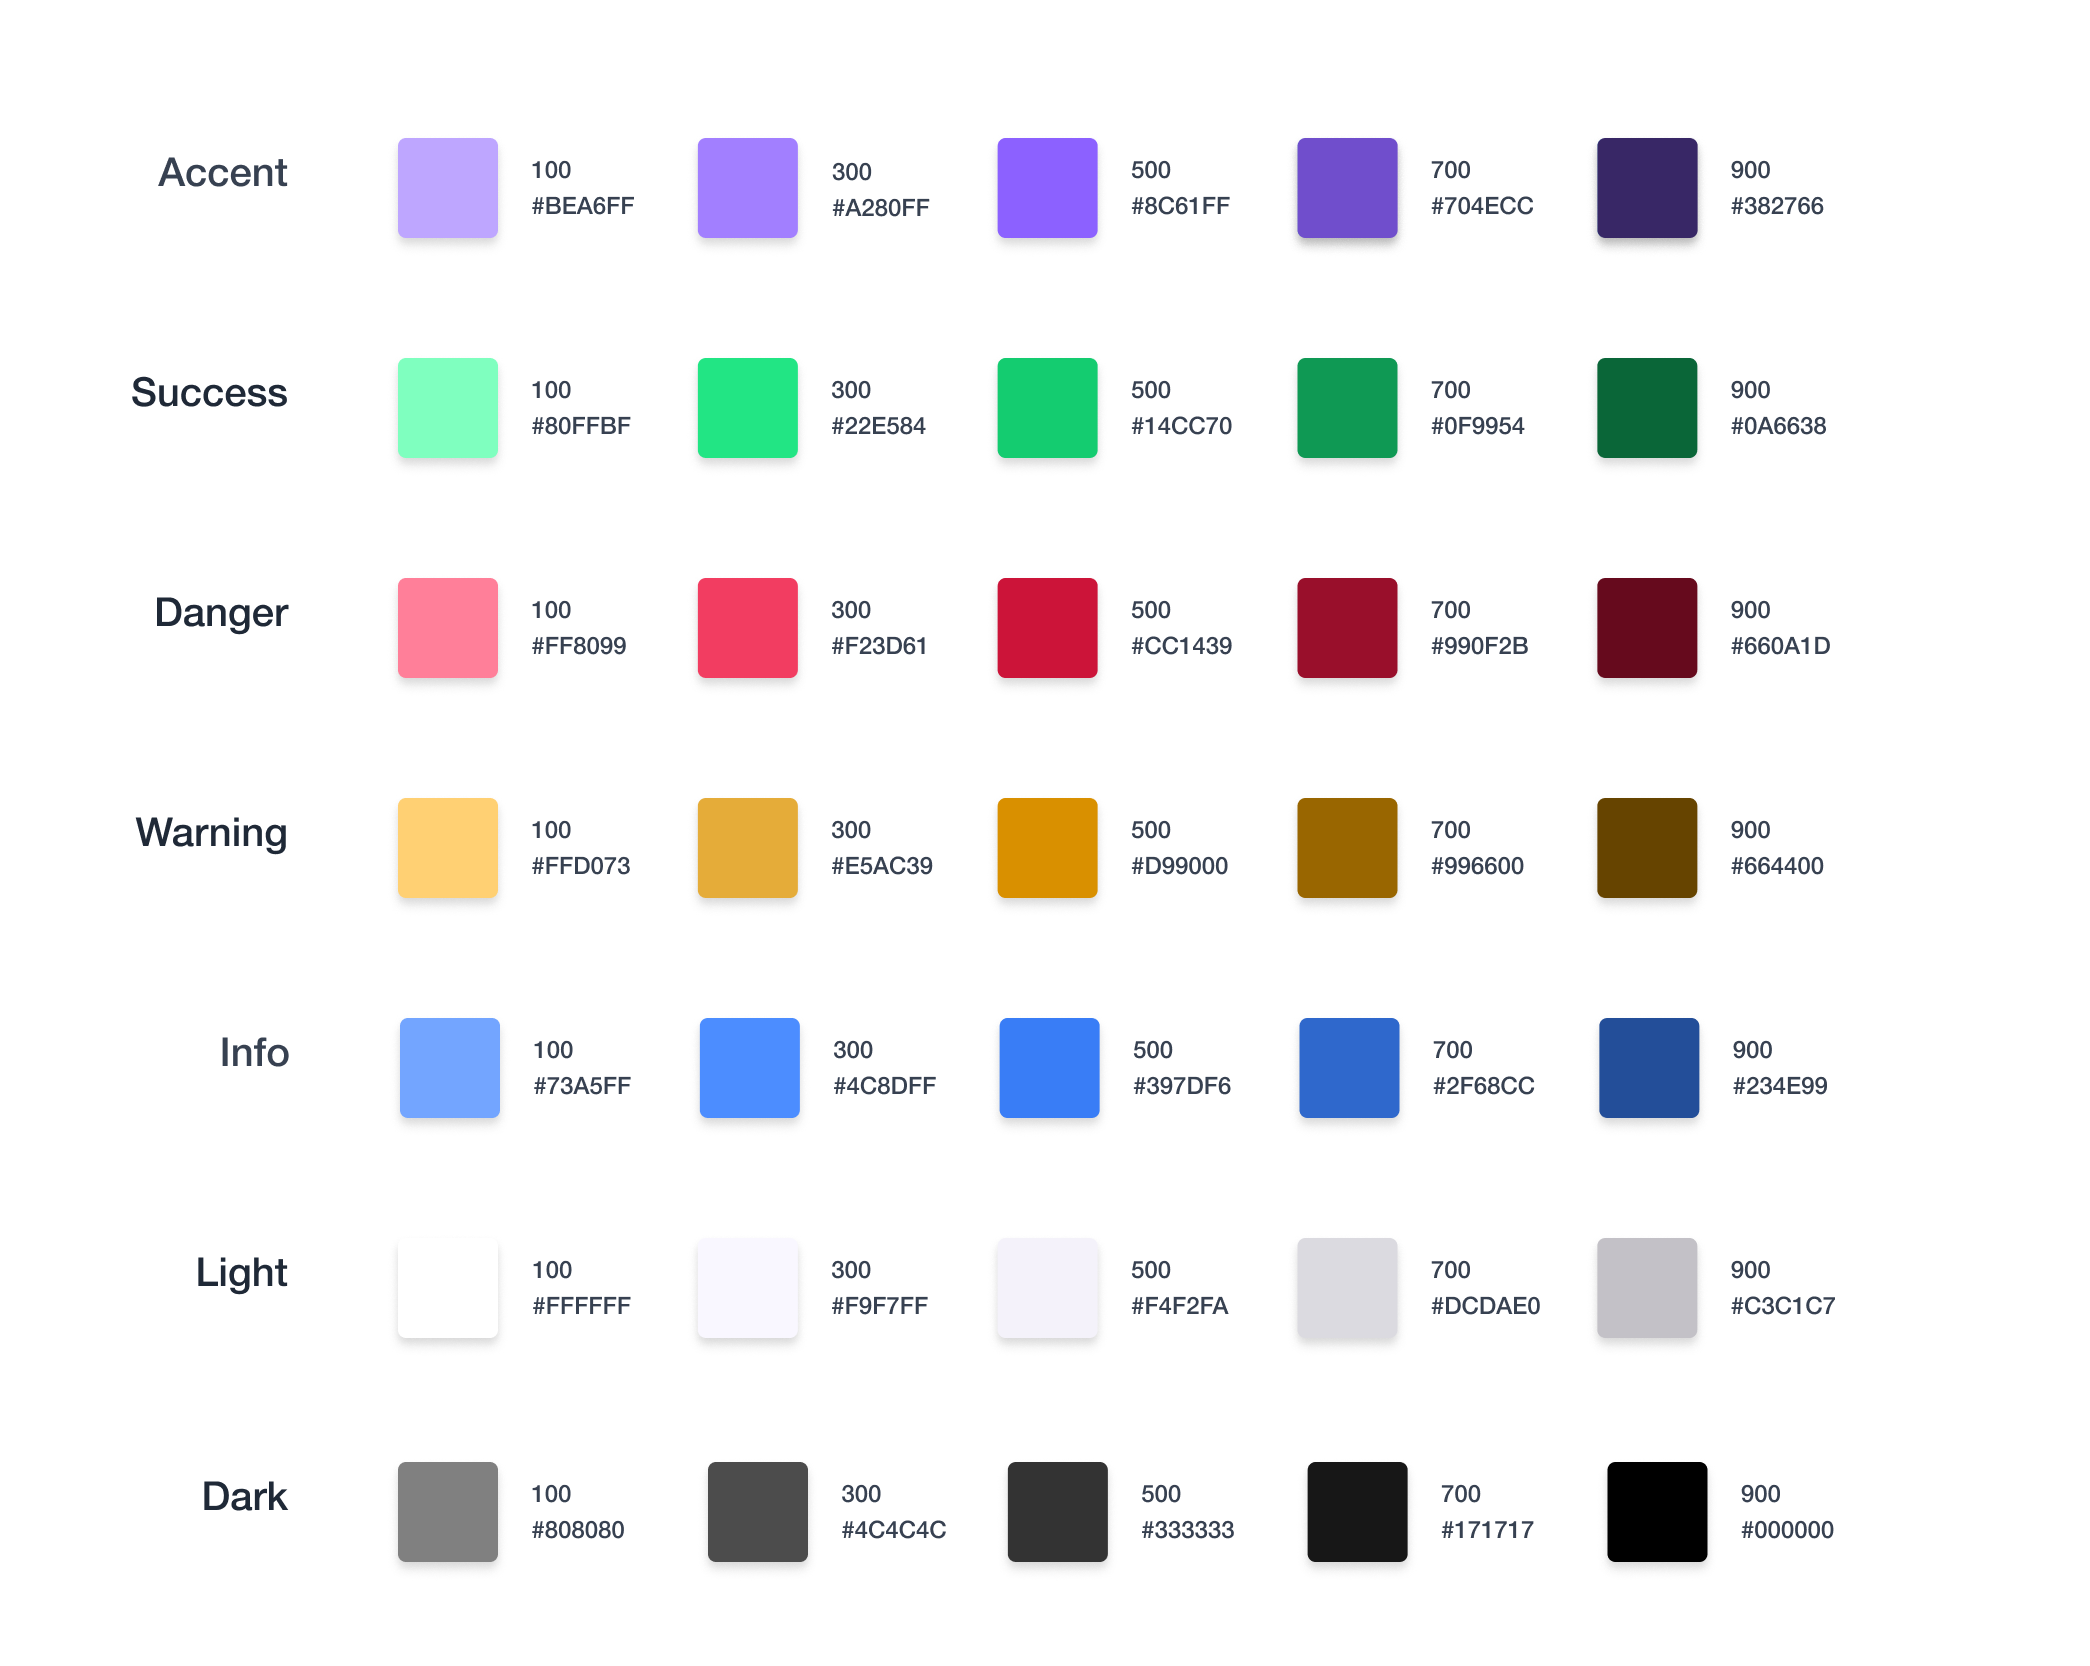 Accent
100
#BEA6FF
300
#A280FF
500
#8C61FF
700
#704ECC
900
#382766
Success
100
#80FFBF
300
#22E584
500
#14CC70
700
#0F9954
900
#0A6638
Danger
100
#FF8099
300
#F23D61
500
#CC1439
700
#990F2B
900
#660A1D
Warning
100
#FFD073
300
#E5AC39
500
#D99000
700
#996600
900
#664400
Info
100
#73A5FF
300
#4C8DFF
500
#397DF6
700
#2F68CC
900
#234E99
Light
100
#FFFFFF
300
#F9F7FF
500
#F4F2FA
700
#DCDAE0
900
#C3C1C7
Dark
100
#808080
300
#4C4C4C
500
#333333
700
#171717
900
#000000